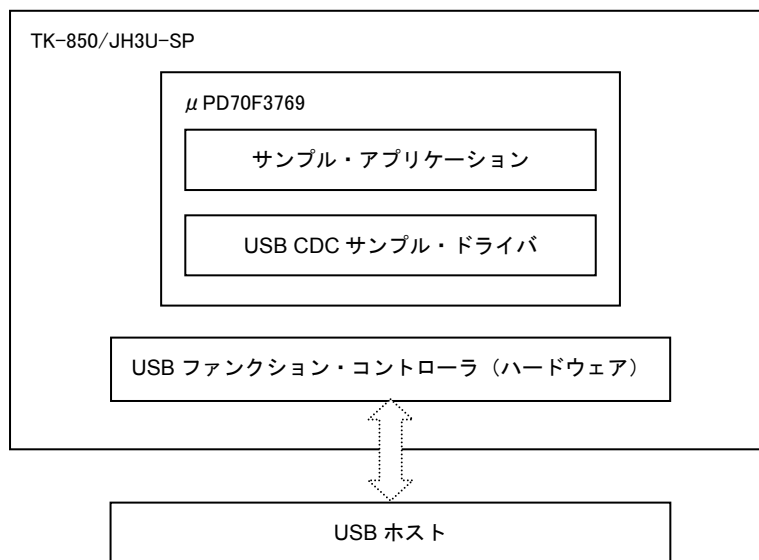 TK-850/JH3U-SP
μPD70F3769
サンプル・アプリケーション
USB CDC サンプル・ドライバ
USB ファンクション・コントローラ（ハードウェア）
USB ホスト